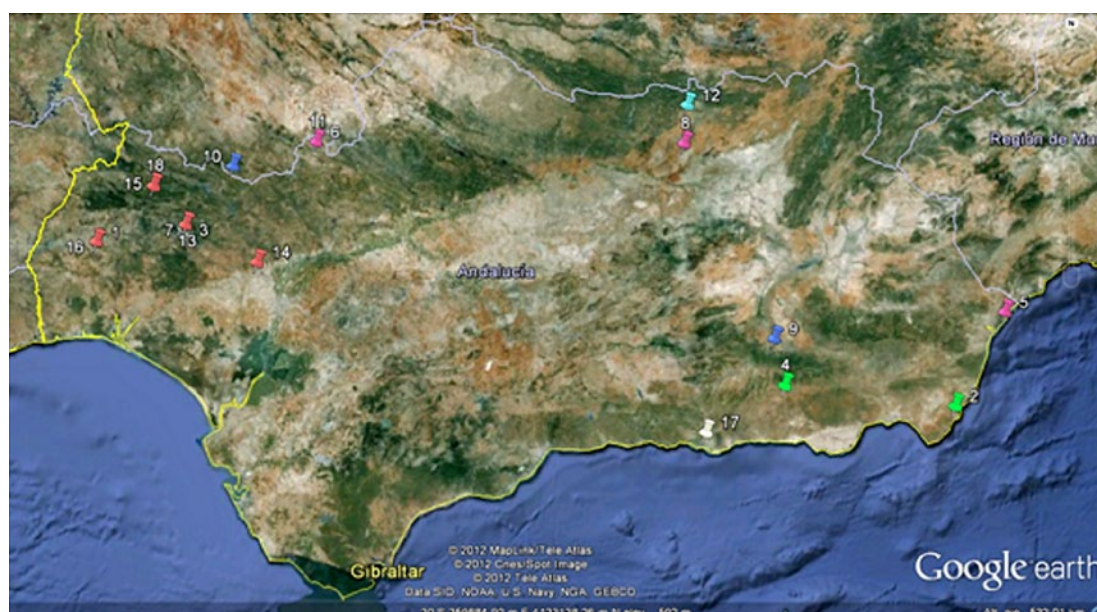 N
12
11
6
8
10
18
15
Región de Mu
7
3
13
16
1
14
Andalucía
5
9
4
2
17
© 2012 MapLink/Tele Atlas
© 2012 Cnes/Spot Image
© 2012 Tele Atlas
Data SIO, NOAA, U.S. Navy, NGA, GEBCO
Gibraltar
Google earth